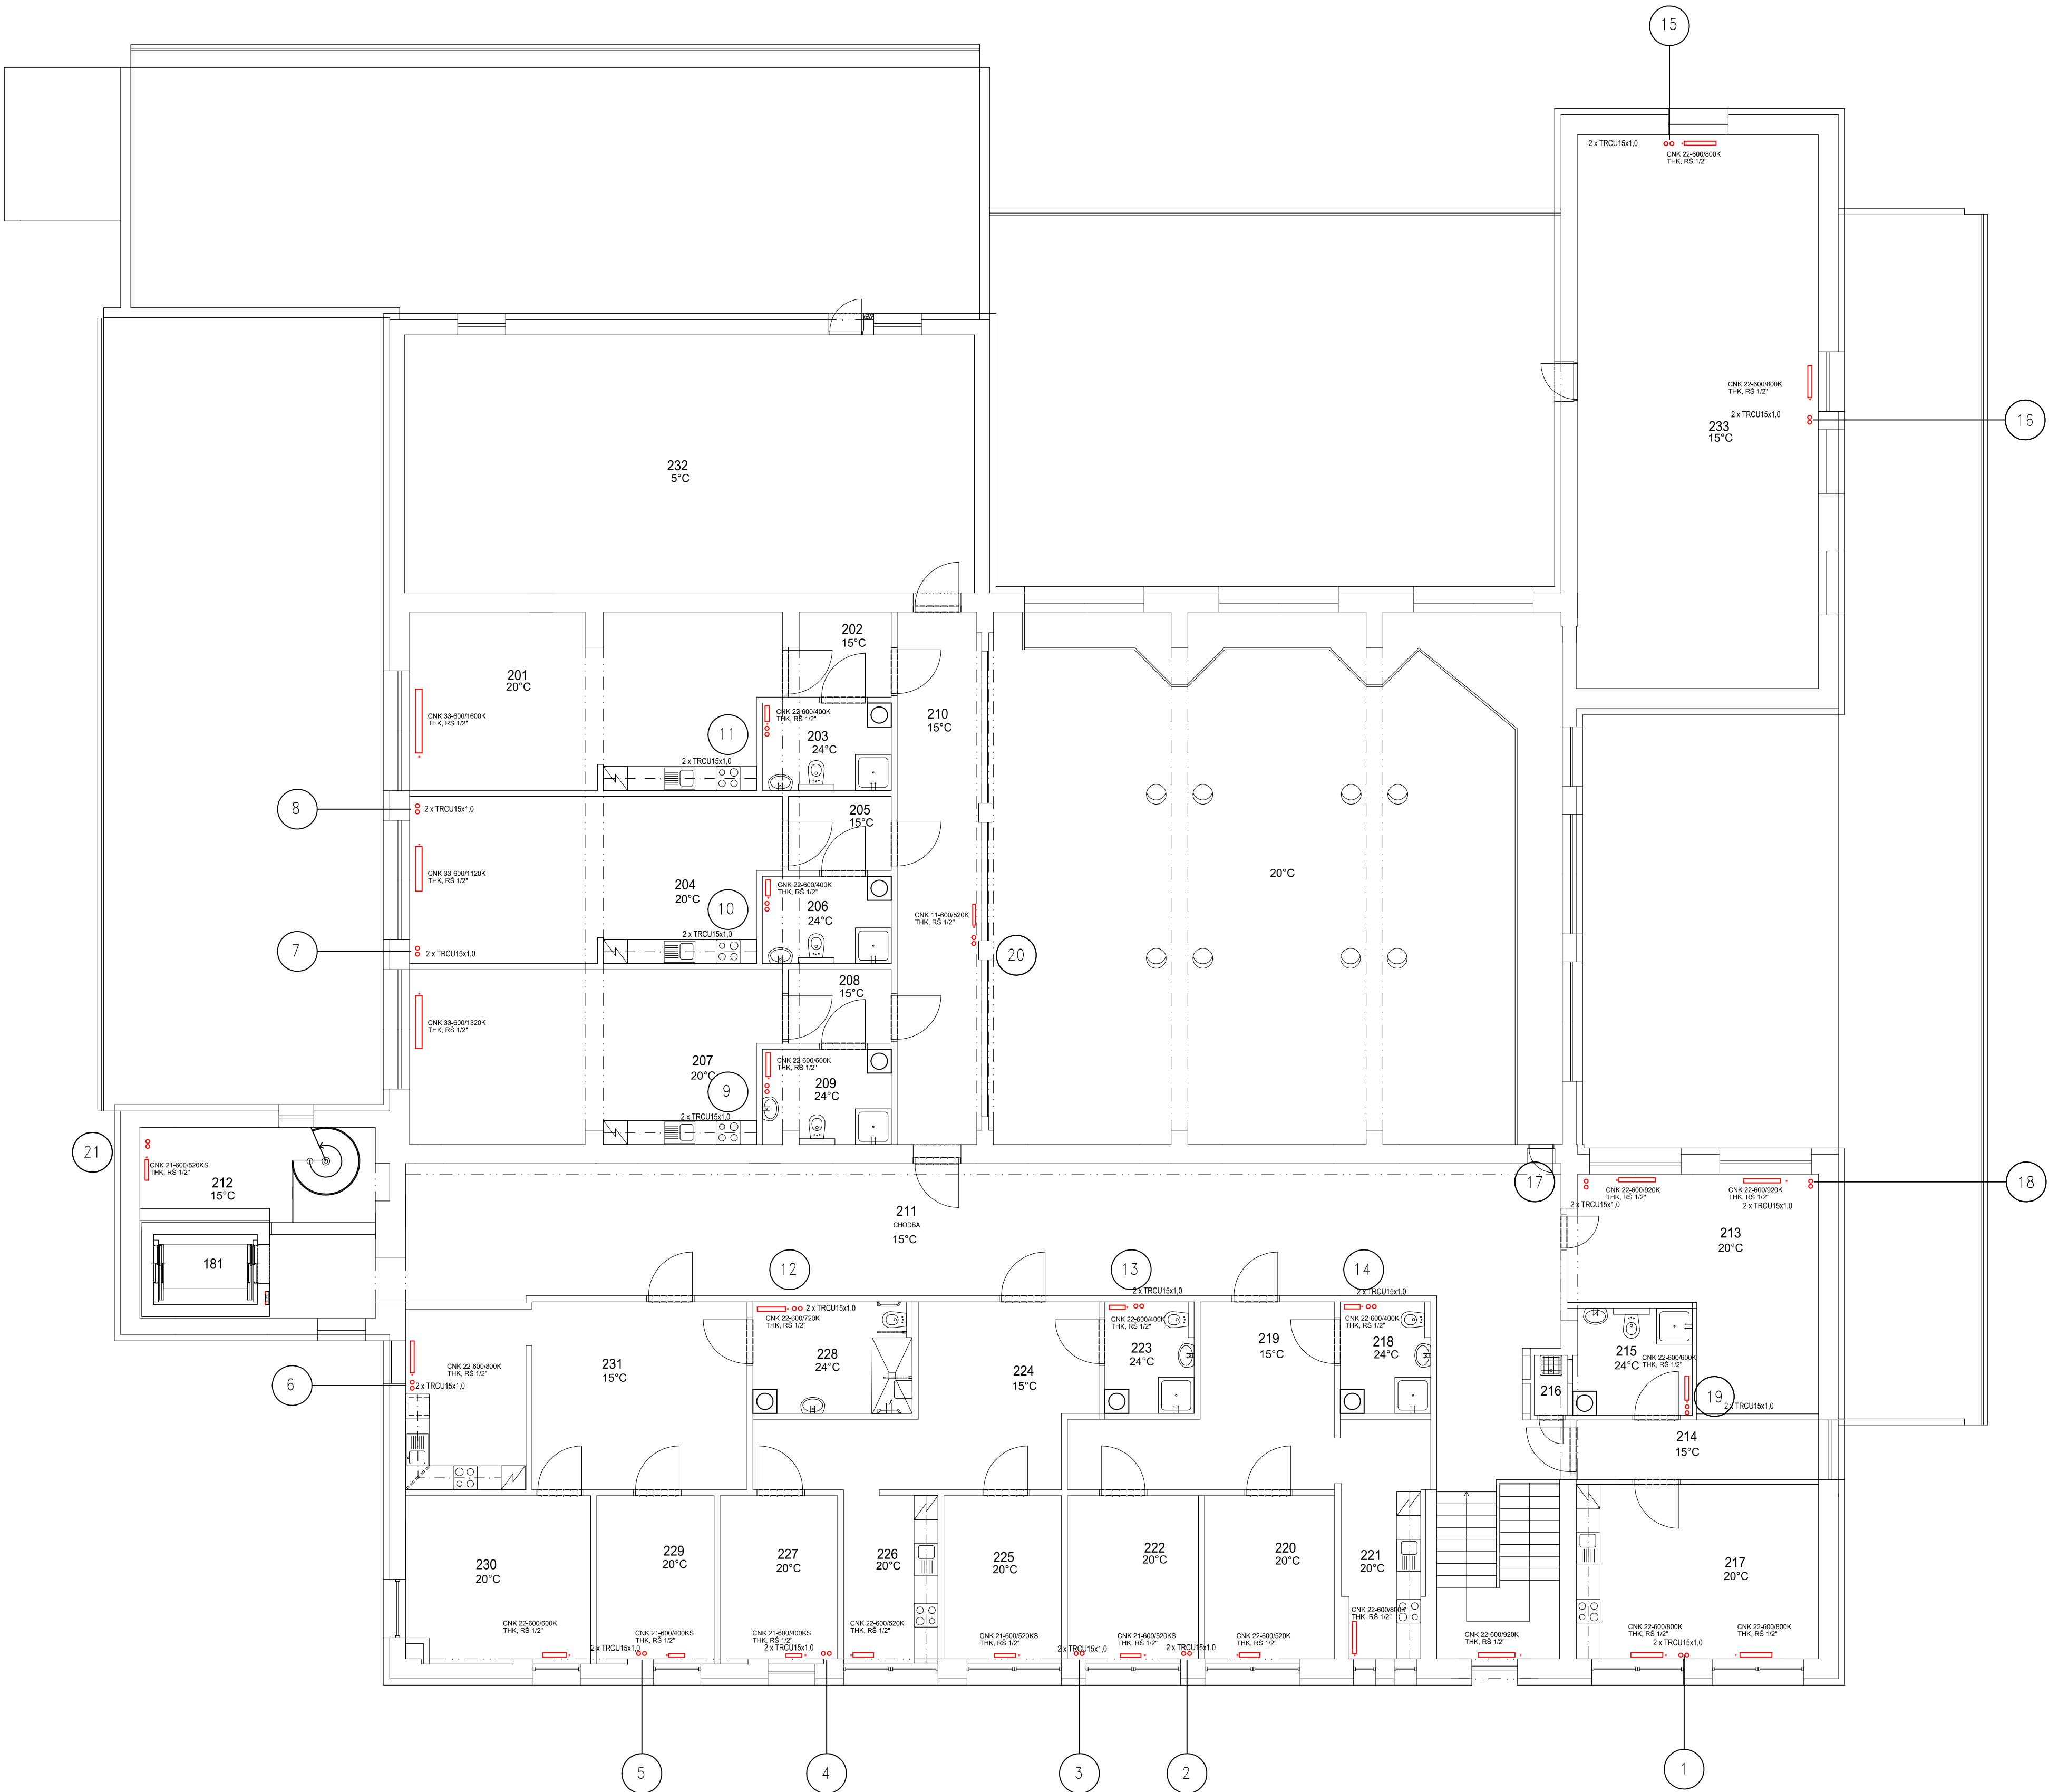 15
2 x TRCU15x1,0
CNK 22-600/800K
THK, RŠ 1/2"
CNK 22-600/800K
THK, RŠ 1/2"
2 x TRCU15x1,0
16
233
15°C
232
5°C
202
15°C
201
20°C
CNK 33-600/1600K
THK, RŠ 1/2"
CNK 22-600/400K
THK, RŠ 1/2"
11
203
24°C
210
15°C
2 x TRCU15x1,0
8
2 x TRCU15x1,0
205
15°C
CNK 33-600/1120K
THK, RŠ 1/2"
204
20°C
10
CNK 22-600/400K
THK, RŠ 1/2"
206
24°C
20°C
CNK 11-600/520K
THK, RŠ 1/2"
2 x TRCU15x1,0
7
2 x TRCU15x1,0
20
208
15°C
CNK 33-600/1320K
THK, RŠ 1/2"
207
20°C
9
CNK 22-600/600K
THK, RŠ 1/2"
209
24°C
2 x TRCU15x1,0
21
CNK 21-600/520KS
THK, RŠ 1/2"
212
15°C
17
CNK 22-600/920K
THK, RŠ 1/2"
2 x TRCU15x1,0
CNK 22-600/920K
THK, RŠ 1/2"
2 x TRCU15x1,0
18
211
CHODBA
15°C
213
20°C
181
12
13
14
2 x TRCU15x1,0
2 x TRCU15x1,0
2 x TRCU15x1,0
CNK 22-600/720K
THK, RŠ 1/2"
CNK 22-600/400K
THK, RŠ 1/2"
CNK 22-600/400K
THK, RŠ 1/2"
6
CNK 22-600/800K
THK, RŠ 1/2"
2 x TRCU15x1,0
231
15°C
228
24°C
224
15°C
223
24°C
219
15°C
218
24°C
215
24°C
CNK 22-600/600K
THK, RŠ 1/2"
216
19
2 x TRCU15x1,0
214
15°C
230
20°C
229
20°C
227
20°C
226
20°C
225
20°C
222
20°C
220
20°C
221
20°C
217
20°C
CNK 22-600/600K
THK, RŠ 1/2"
CNK 21-600/400KS
THK, RŠ 1/2"
2 x TRCU15x1,0
CNK 21-600/400KS
THK, RŠ 1/2"
2 x TRCU15x1,0
CNK 22-600/520K
THK, RŠ 1/2"
CNK 21-600/520KS
THK, RŠ 1/2"
2 x TRCU15x1,0
CNK 21-600/520KS
THK, RŠ 1/2"
2 x TRCU15x1,0
CNK 22-600/520K
THK, RŠ 1/2"
CNK 22-600/800K
THK, RŠ 1/2"
CNK 22-600/920K
THK, RŠ 1/2"
CNK 22-600/800K
THK, RŠ 1/2"
2 x TRCU15x1,0
CNK 22-600/800K
THK, RŠ 1/2"
5
4
3
2
1